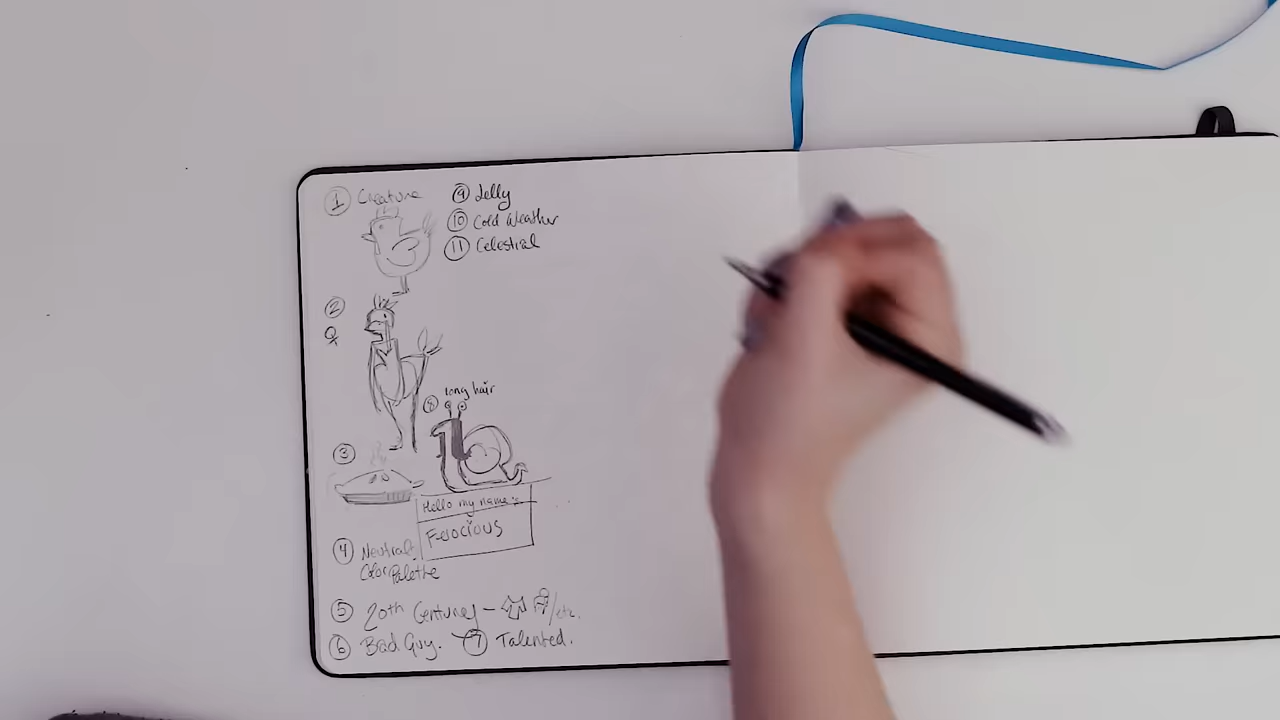 ① Creature
②
♀
③
④ Neutral
Color Palette
⑤ 20th Century - /etc.
⑥ Bad Guy. ⑦ Talented.
⑧ long hair
Hello my name is
Ferocious
⑨ Jelly
⑩ Cold Weather
⑪ Celestial